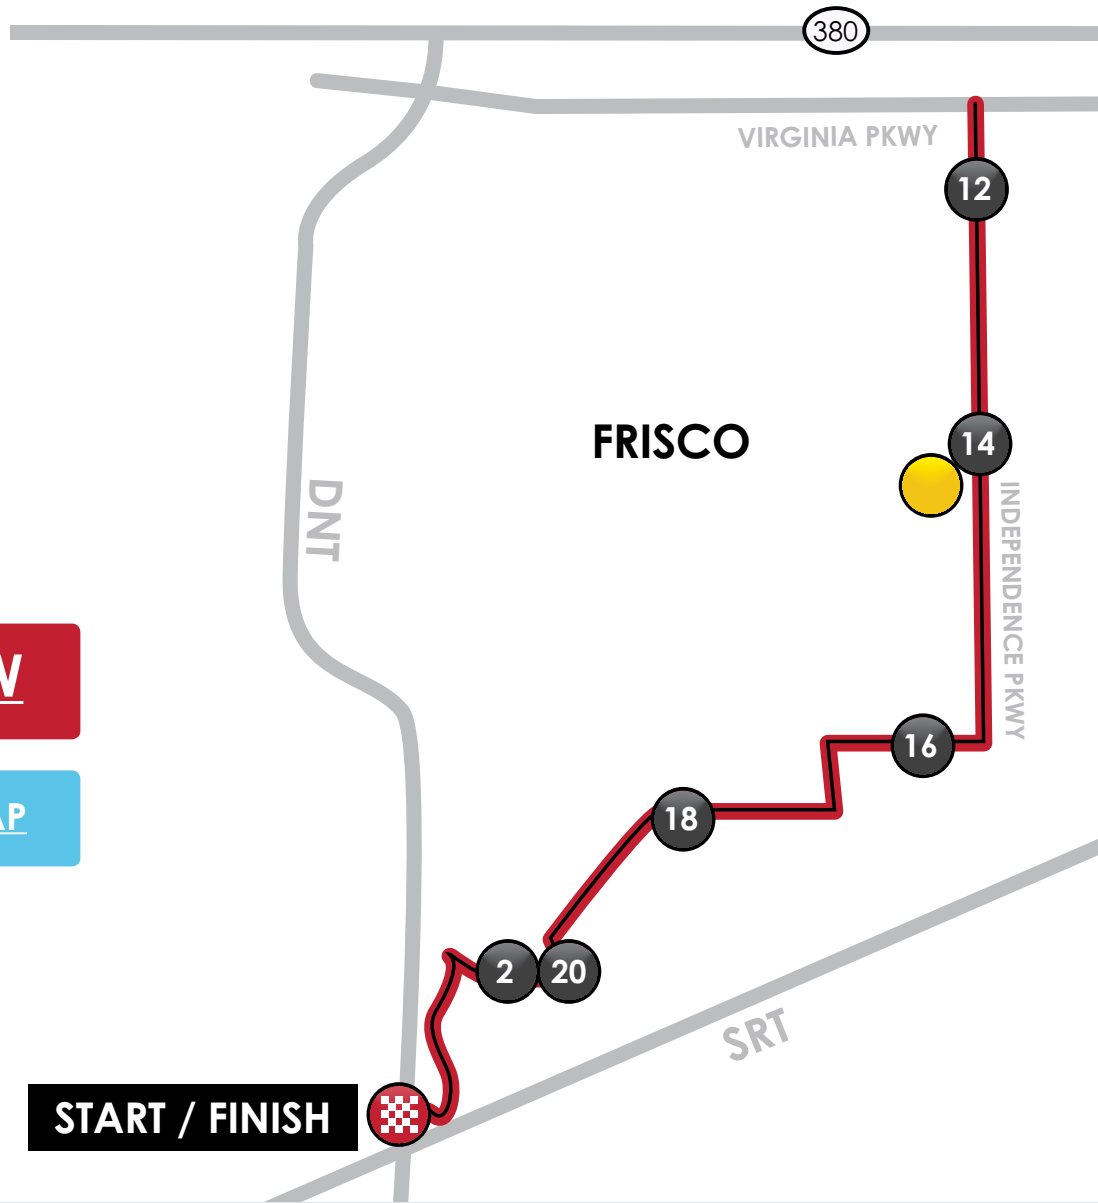 380
VIRGINIA PKWY
12
FRISCO
14
DNT
INDEPENDENCE PKWY
16
18
2
20
SRT
START / FINISH